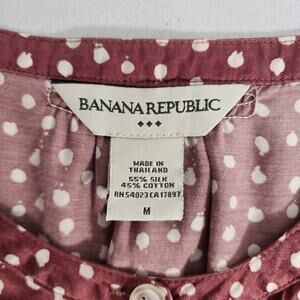 BANANA REPUBLIC
MADE IN
THAILAND
55% SILK
45% COTTON
RN54023CA17897
M